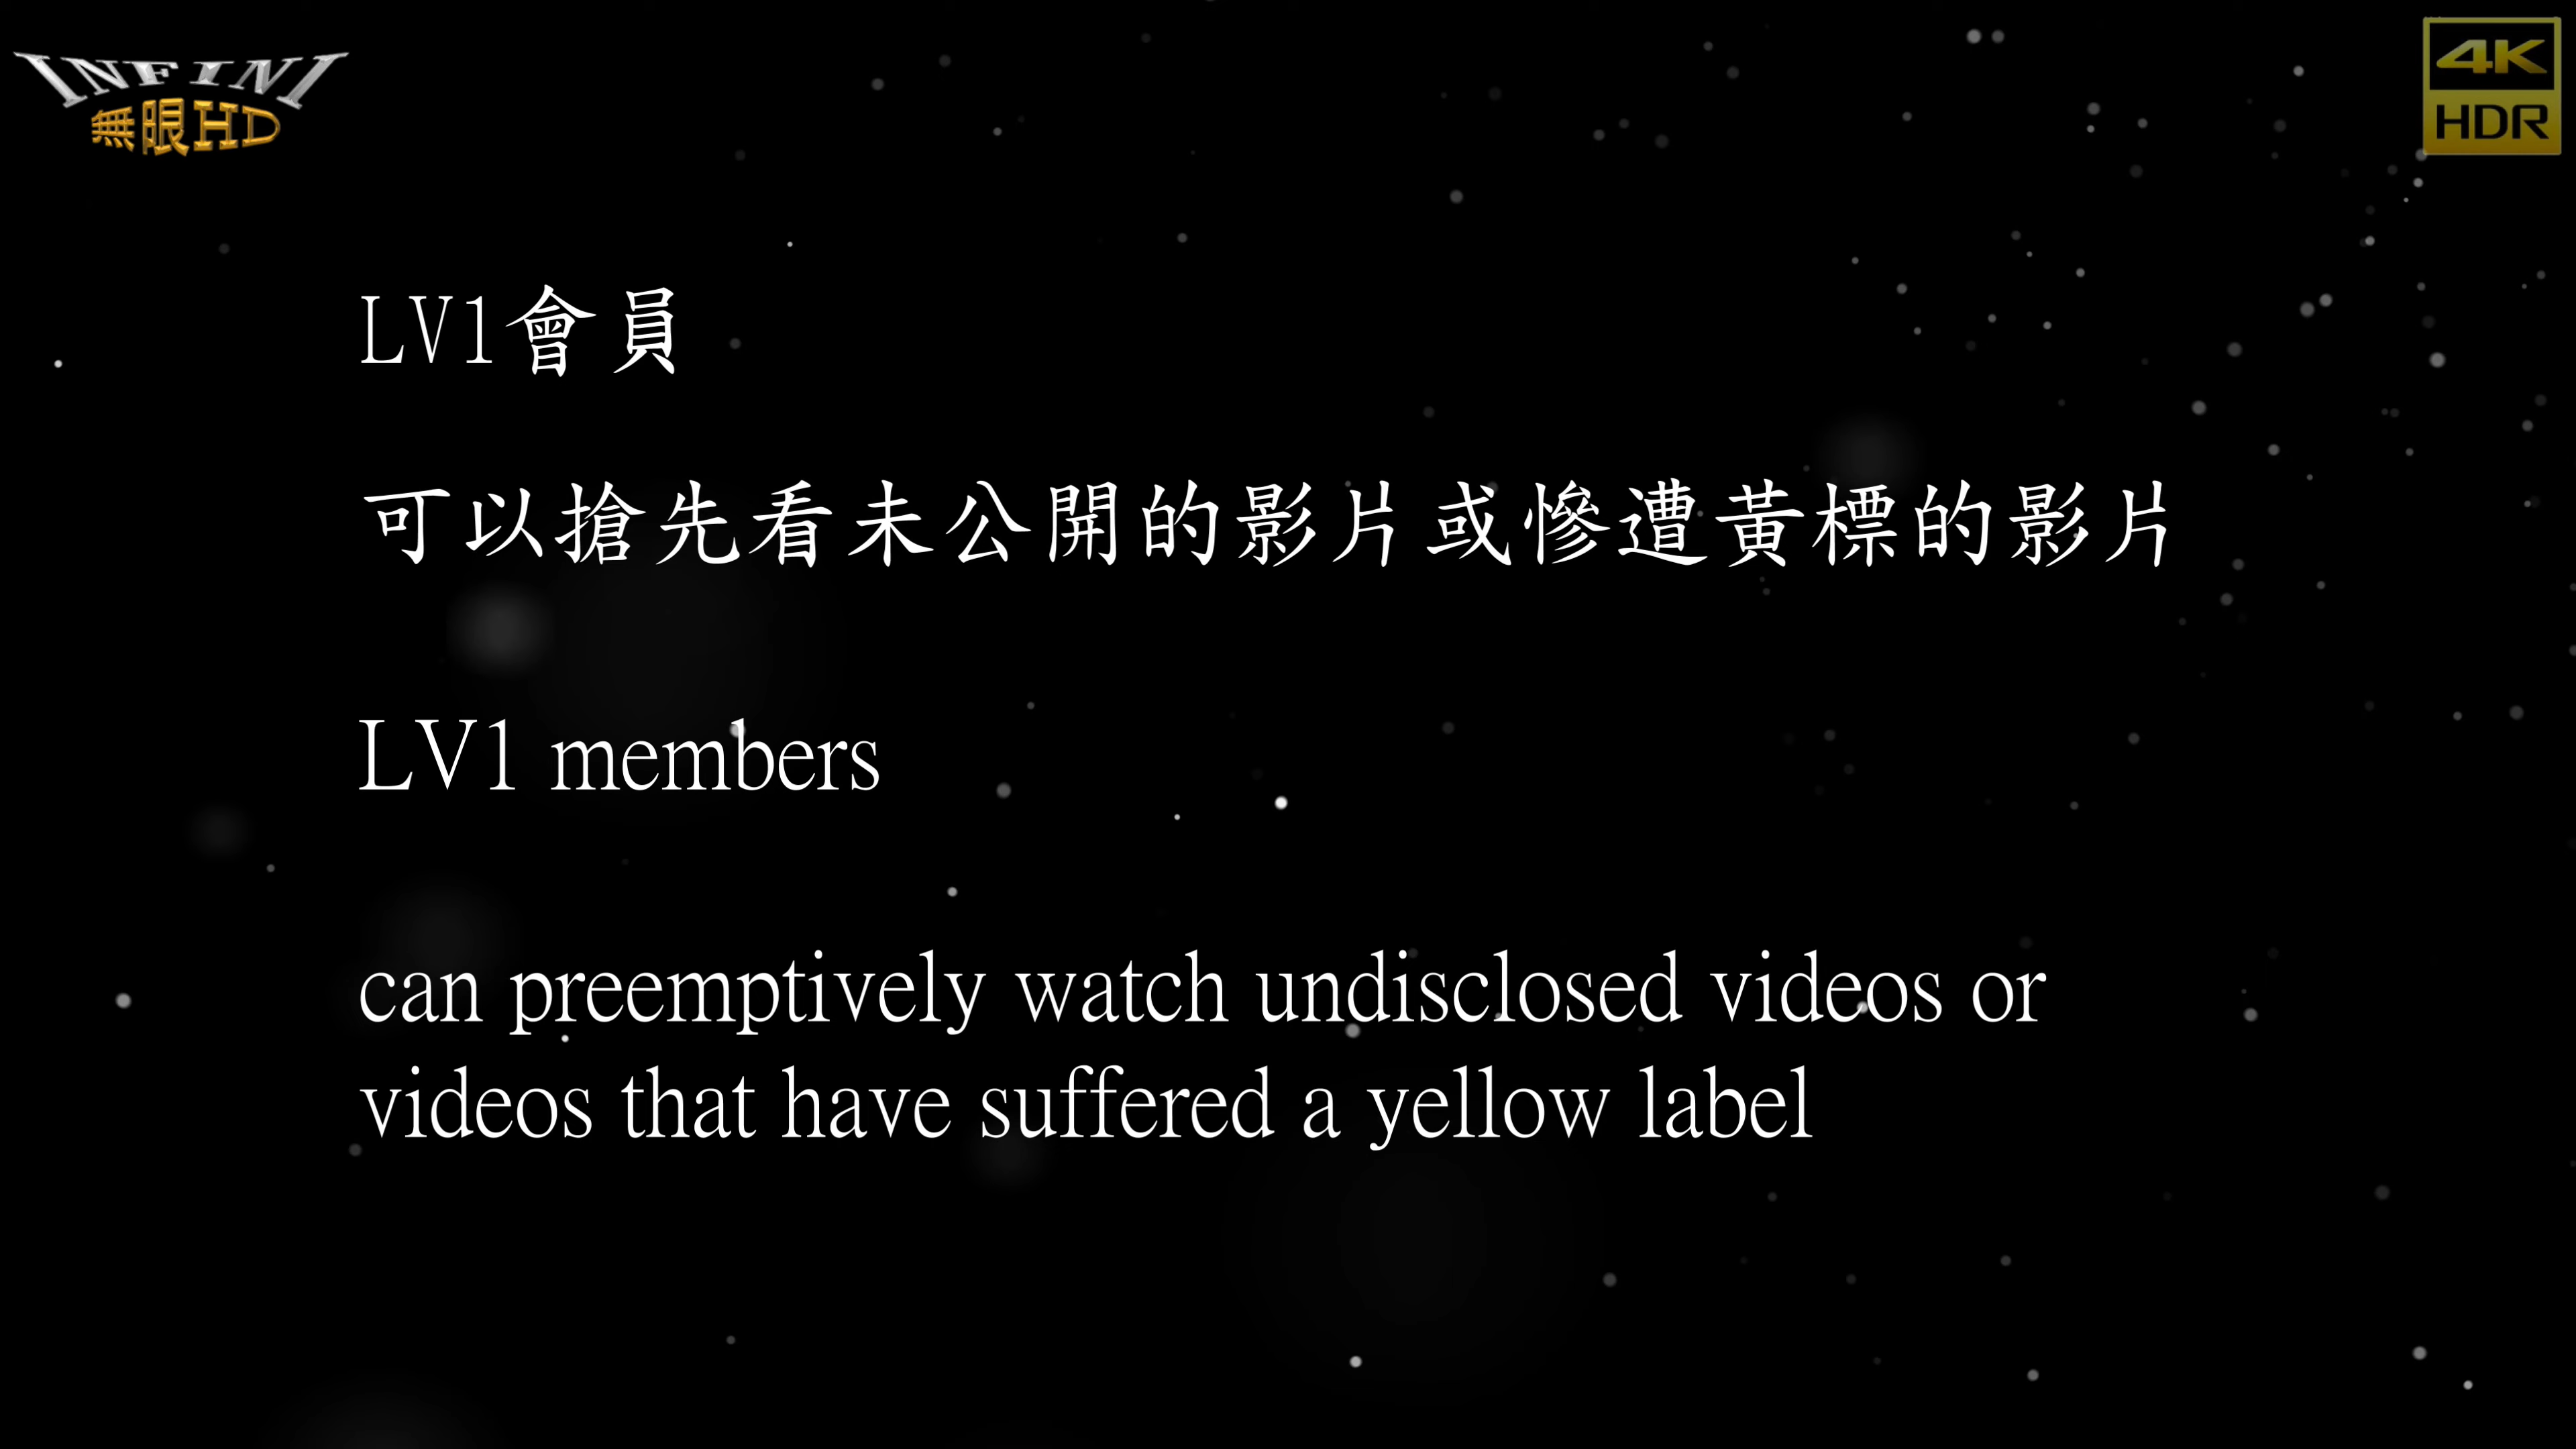 INFINI
無眼HD
4K
HDR
LV1會員
可以搶先看未公開的影片或慘遭黃標的影片
LV1 members
can preemptively watch undisclosed videos or
videos that have suffered a yellow label